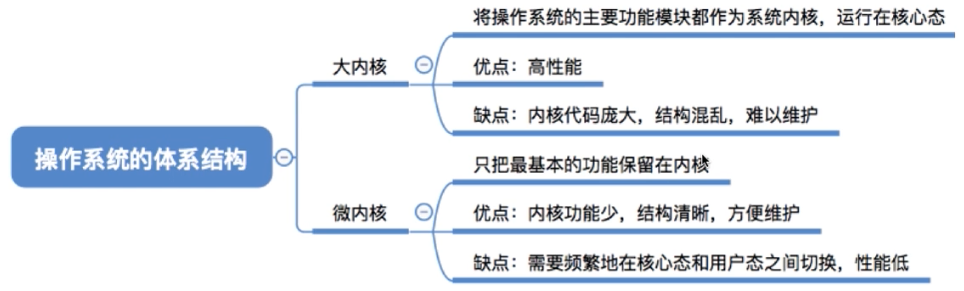 操作系统的体系结构
大内核
将操作系统的主要功能模块都作为系统内核，运行在核心态
优点：高性能
缺点：内核代码庞大，结构混乱，难以维护
微内核
只把最基本的功能保留在内核
优点：内核功能少，结构清晰，方便维护
缺点：需要频繁地在核心态和用户态之间切换，性能低